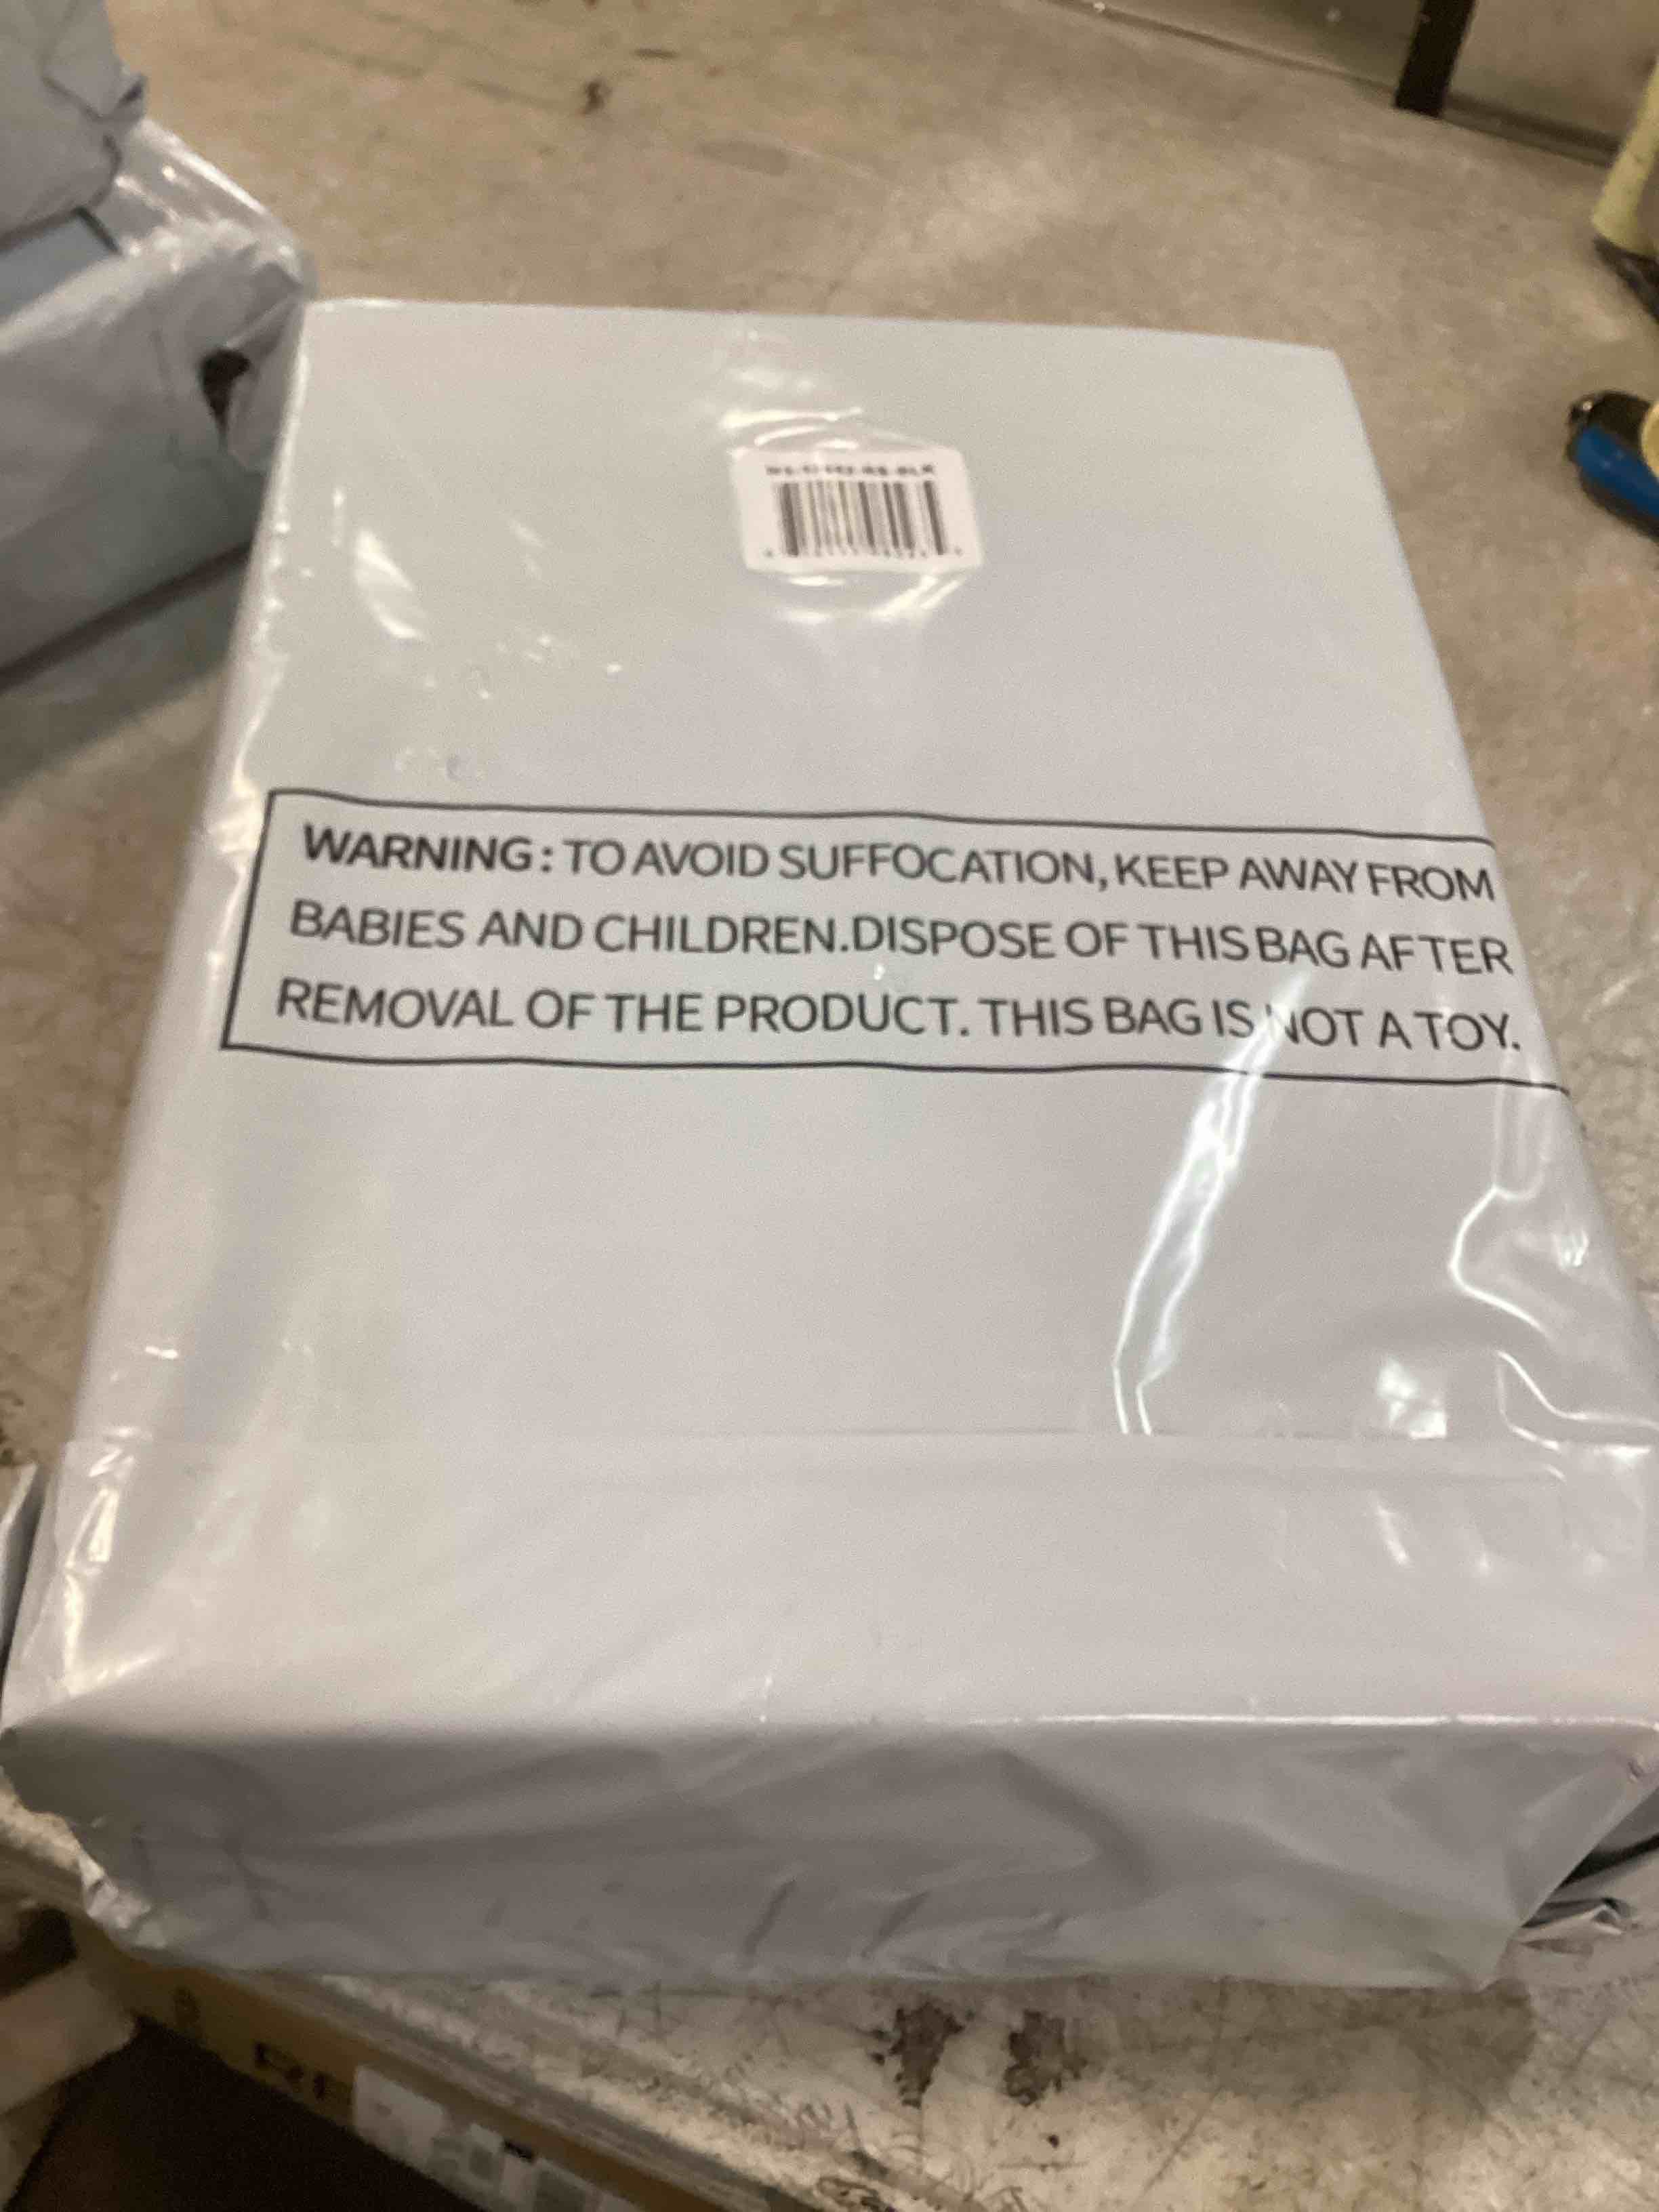 WARNING: TO AVOID SUFFOCATION, KEEP AWAY FROM
BABIES AND CHILDREN.DISPOSE OF THIS BAG AFTER
REMOVAL OF THE PRODUCT. THIS BAG IS NOT A TOY.